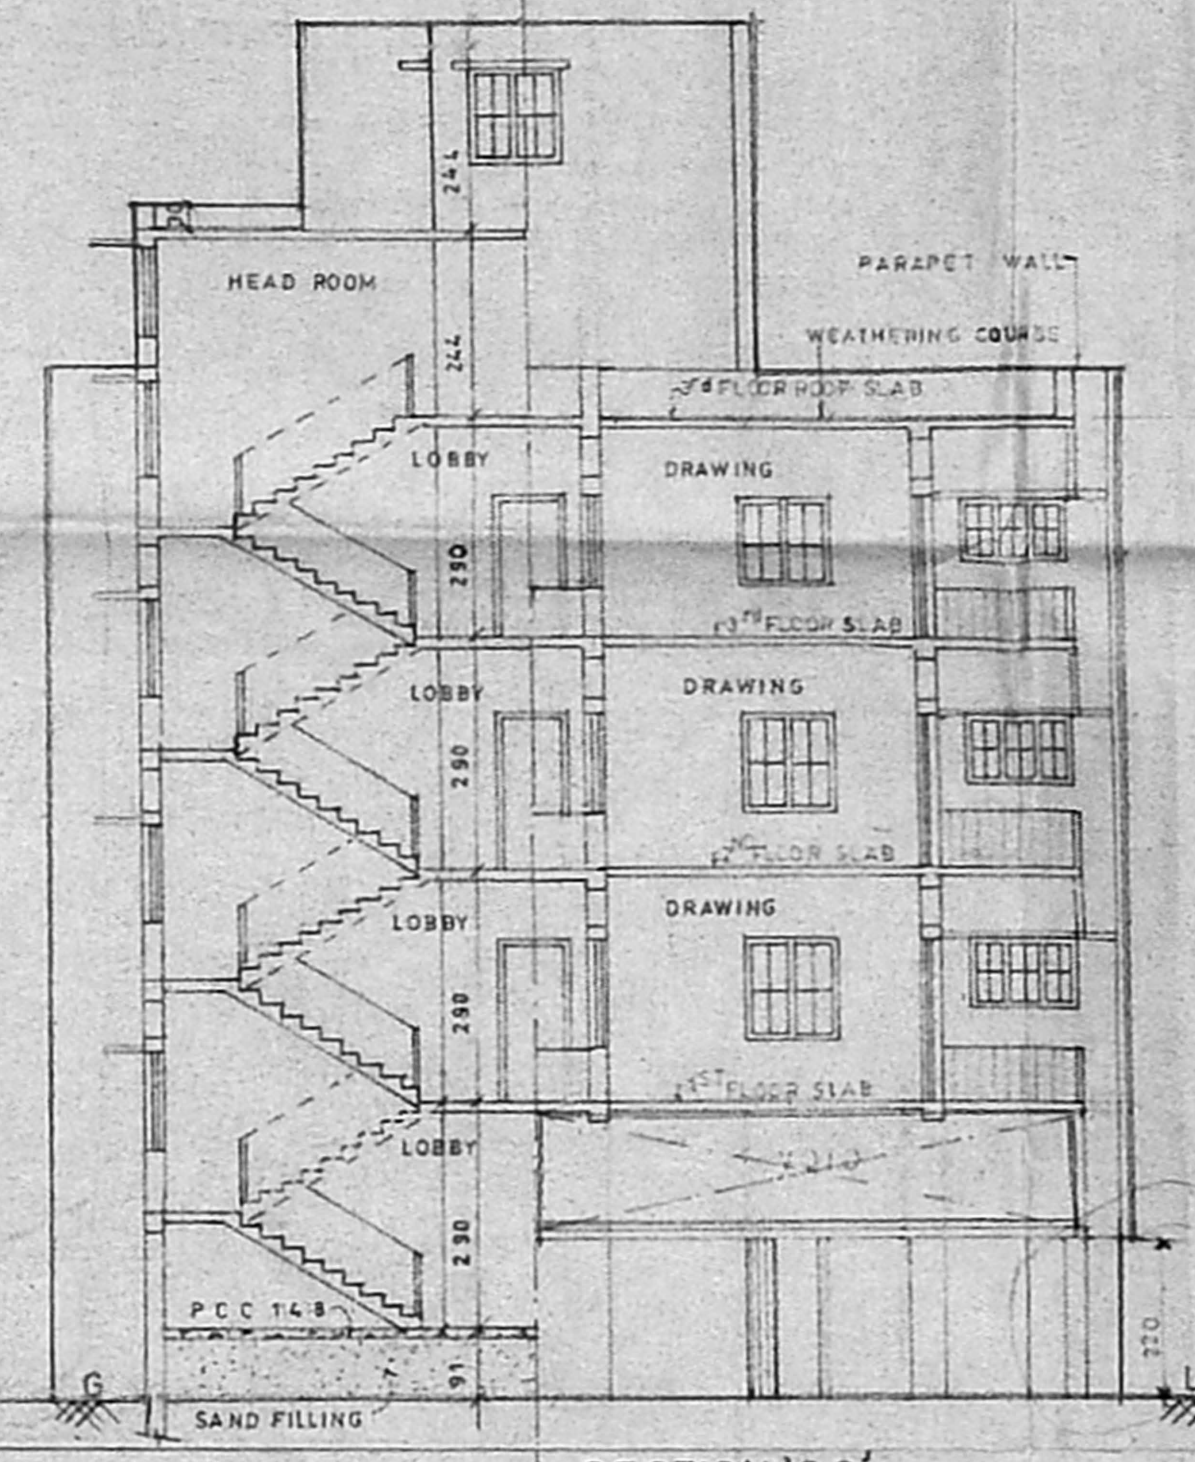 244
HEAD ROOM
PARAPET WALL
244
WEATHERING COURSE
3rd FLOOR ROOF SLAB
LOBBY
DRAWING
290
3RD FLOOR SLAB
LOBBY
DRAWING
290
2ND FLOOR SLAB
LOBBY
DRAWING
290
1ST FLOOR SLAB
LOBBY
VOID
290
P C C 1:4:8
220
91
G
L
SAND FILLING